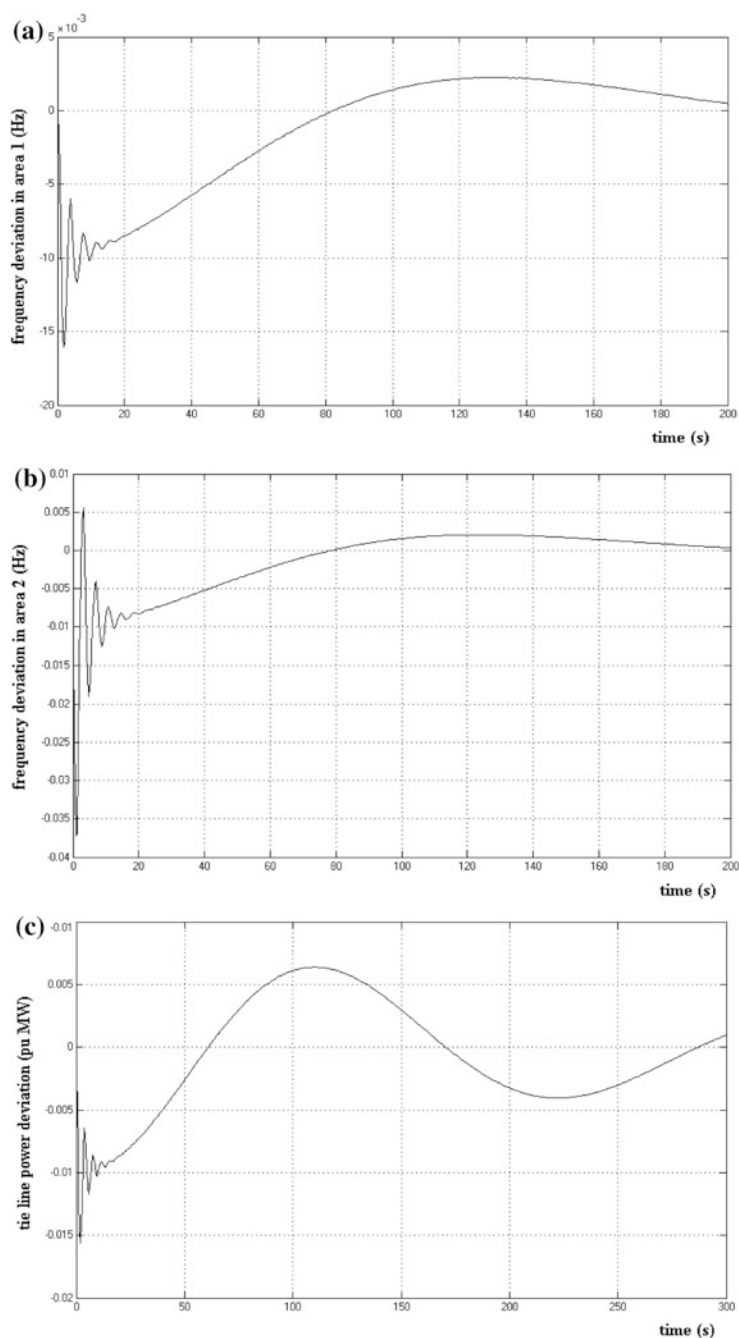 (a)
× 10⁻³
5
0
-5
-10
-15
-20
0 20 40 60 80 100 120 140 160 180 200
frequency deviation in area 1 (Hz)
time (s)
(b)
0.01
0.005
0
-0.005
-0.01
-0.015
-0.02
-0.025
-0.03
-0.035
-0.04
0 20 40 60 80 100 120 140 160 180 200
frequency deviation in area 2 (Hz)
time (s)
(c)
-0.01
0.005
0
-0.005
-0.01
-0.015
-0.02
0 50 100 150 200 250 300
tie line power deviation (pu MW)
time (s)